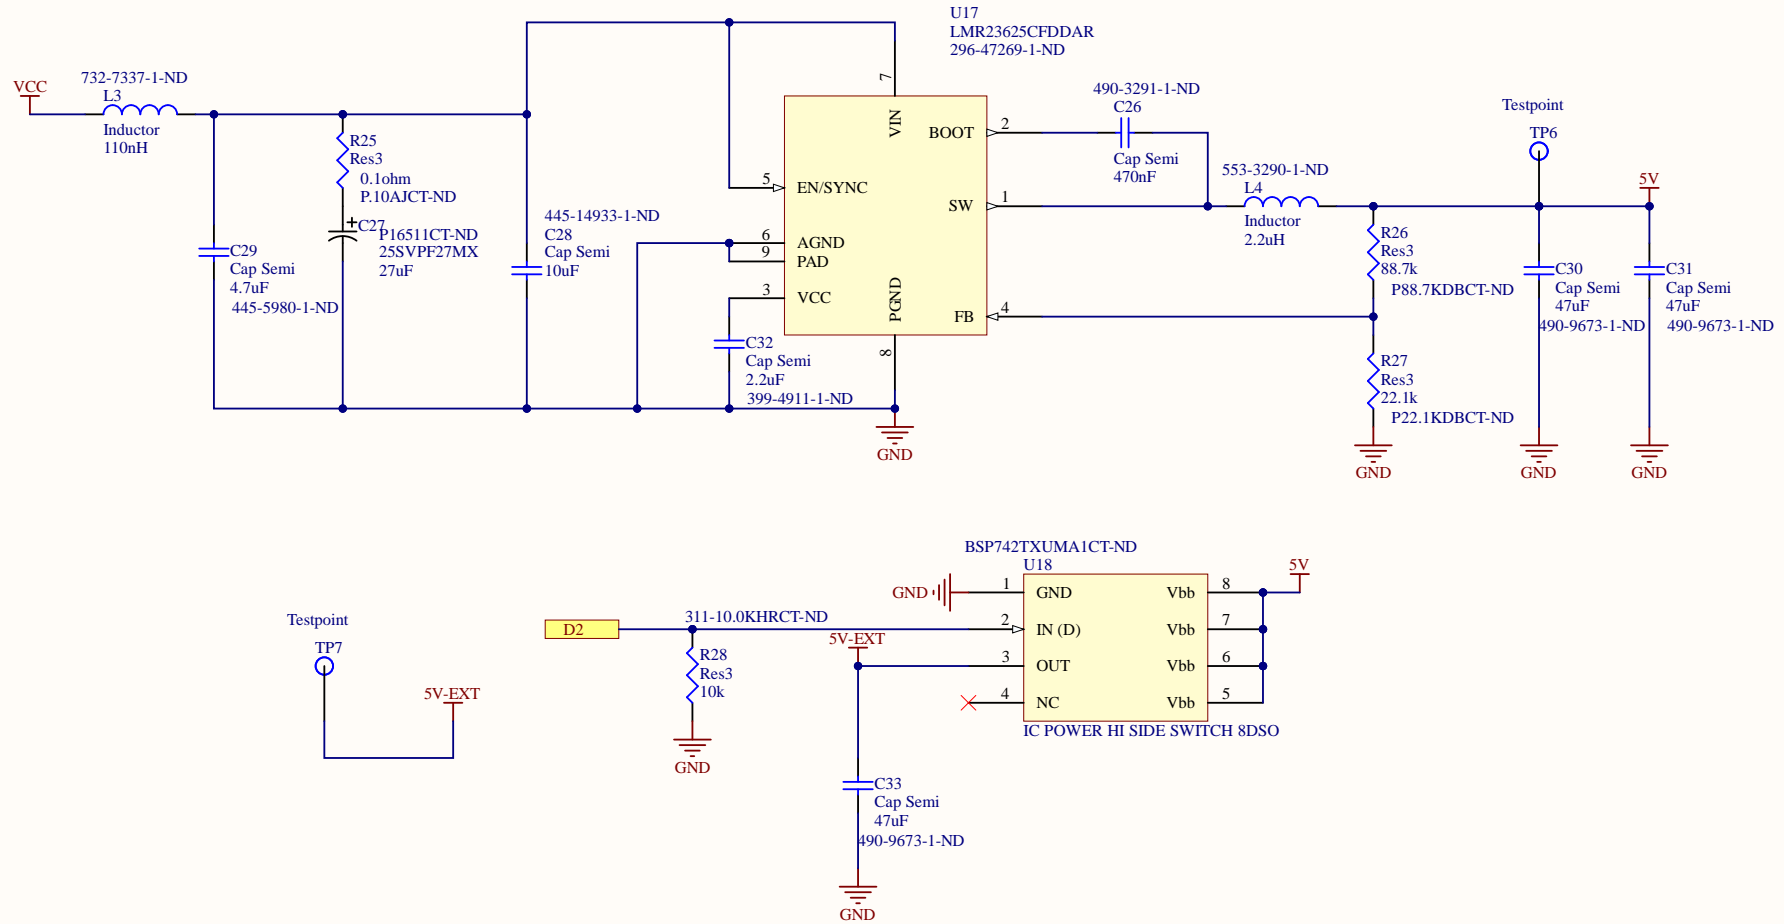 U17
LMR23625CFDDAR
296-47269-1-ND
732-7337-1-ND
VCC
L3
Inductor
110nH
R25
Res3
0.1ohm
P.10AJCT-ND
C27
P16511CT-ND
25SVPF27MX
27uF
C29
Cap Semi
4.7uF
445-5980-1-ND
445-14933-1-ND
C28
Cap Semi
10uF
7
VIN
5
EN/SYNC
6
AGND
9
PAD
3
VCC
PGND
8
BOOT
2
SW
1
FB
4
C32
Cap Semi
2.2uF
399-4911-1-ND
GND
490-3291-1-ND
C26
Cap Semi
470nF
553-3290-1-ND
L4
Inductor
2.2uH
Testpoint
TP6
5V
R26
Res3
88.7k
P88.7KDBCT-ND
R27
Res3
22.1k
P22.1KDBCT-ND
GND
C30
Cap Semi
47uF
490-9673-1-ND
GND
C31
Cap Semi
47uF
490-9673-1-ND
GND
Testpoint
TP7
5V-EXT
D2
311-10.0KHRCT-ND
R28
Res3
10k
GND
5V-EXT
C33
Cap Semi
47uF
490-9673-1-ND
GND
BSP742TXUMA1CT-ND
U18
GND
1
GND
2
IN (D)
3
OUT
4
NC
Vbb
8
Vbb
7
Vbb
6
Vbb
5
5V
IC POWER HI SIDE SWITCH 8DSO